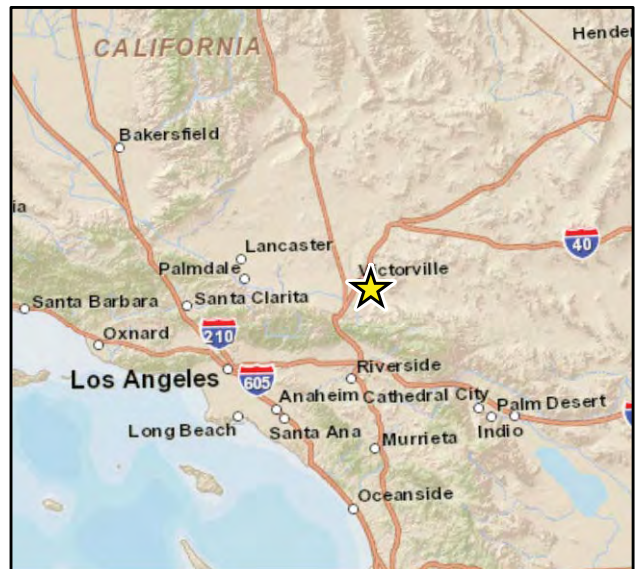 CALIFORNIA
Hender
Bakersfield
ia
Lancaster
40
Palmdale
Victorville
Santa Barbara
Santa Clarita
Oxnard
210
Los Angeles
605
Riverside
Anaheim
Cathedral City
Palm Desert
Long Beach
Santa Ana
Indio
Murrieta
Oceanside